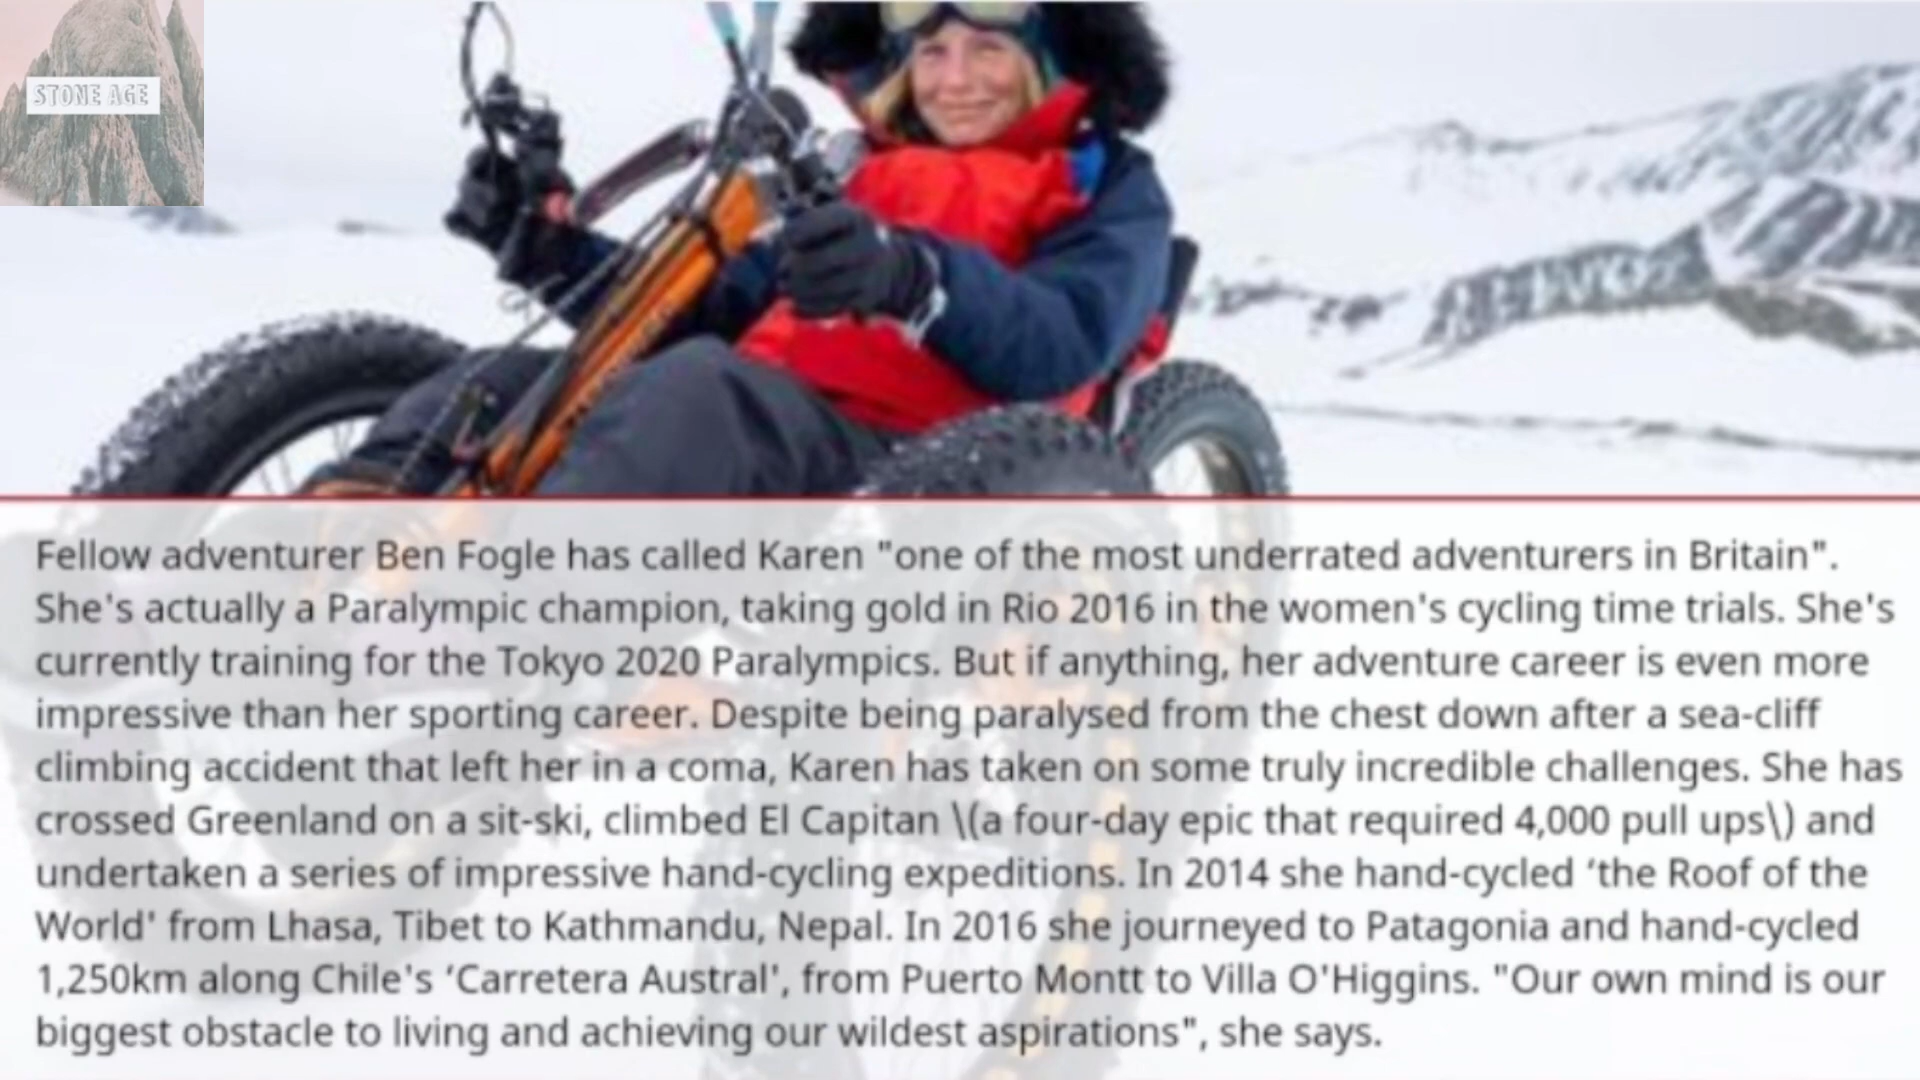 STONE AGE
Fellow adventurer Ben Fogle has called Karen "one of the most underrated adventurers in Britain".
She's actually a Paralympic champion, taking gold in Rio 2016 in the women's cycling time trials. She's
currently training for the Tokyo 2020 Paralympics. But if anything, her adventure career is even more
impressive than her sporting career. Despite being paralysed from the chest down after a sea-cliff
climbing accident that left her in a coma, Karen has taken on some truly incredible challenges. She has
crossed Greenland on a sit-ski, climbed El Capitan \(a four-day epic that required 4,000 pull ups\) and
undertaken a series of impressive hand-cycling expeditions. In 2014 she hand-cycled ‘the Roof of the
World' from Lhasa, Tibet to Kathmandu, Nepal. In 2016 she journeyed to Patagonia and hand-cycled
1,250km along Chile's ‘Carretera Austral', from Puerto Montt to Villa O'Higgins. "Our own mind is our
biggest obstacle to living and achieving our wildest aspirations", she says.